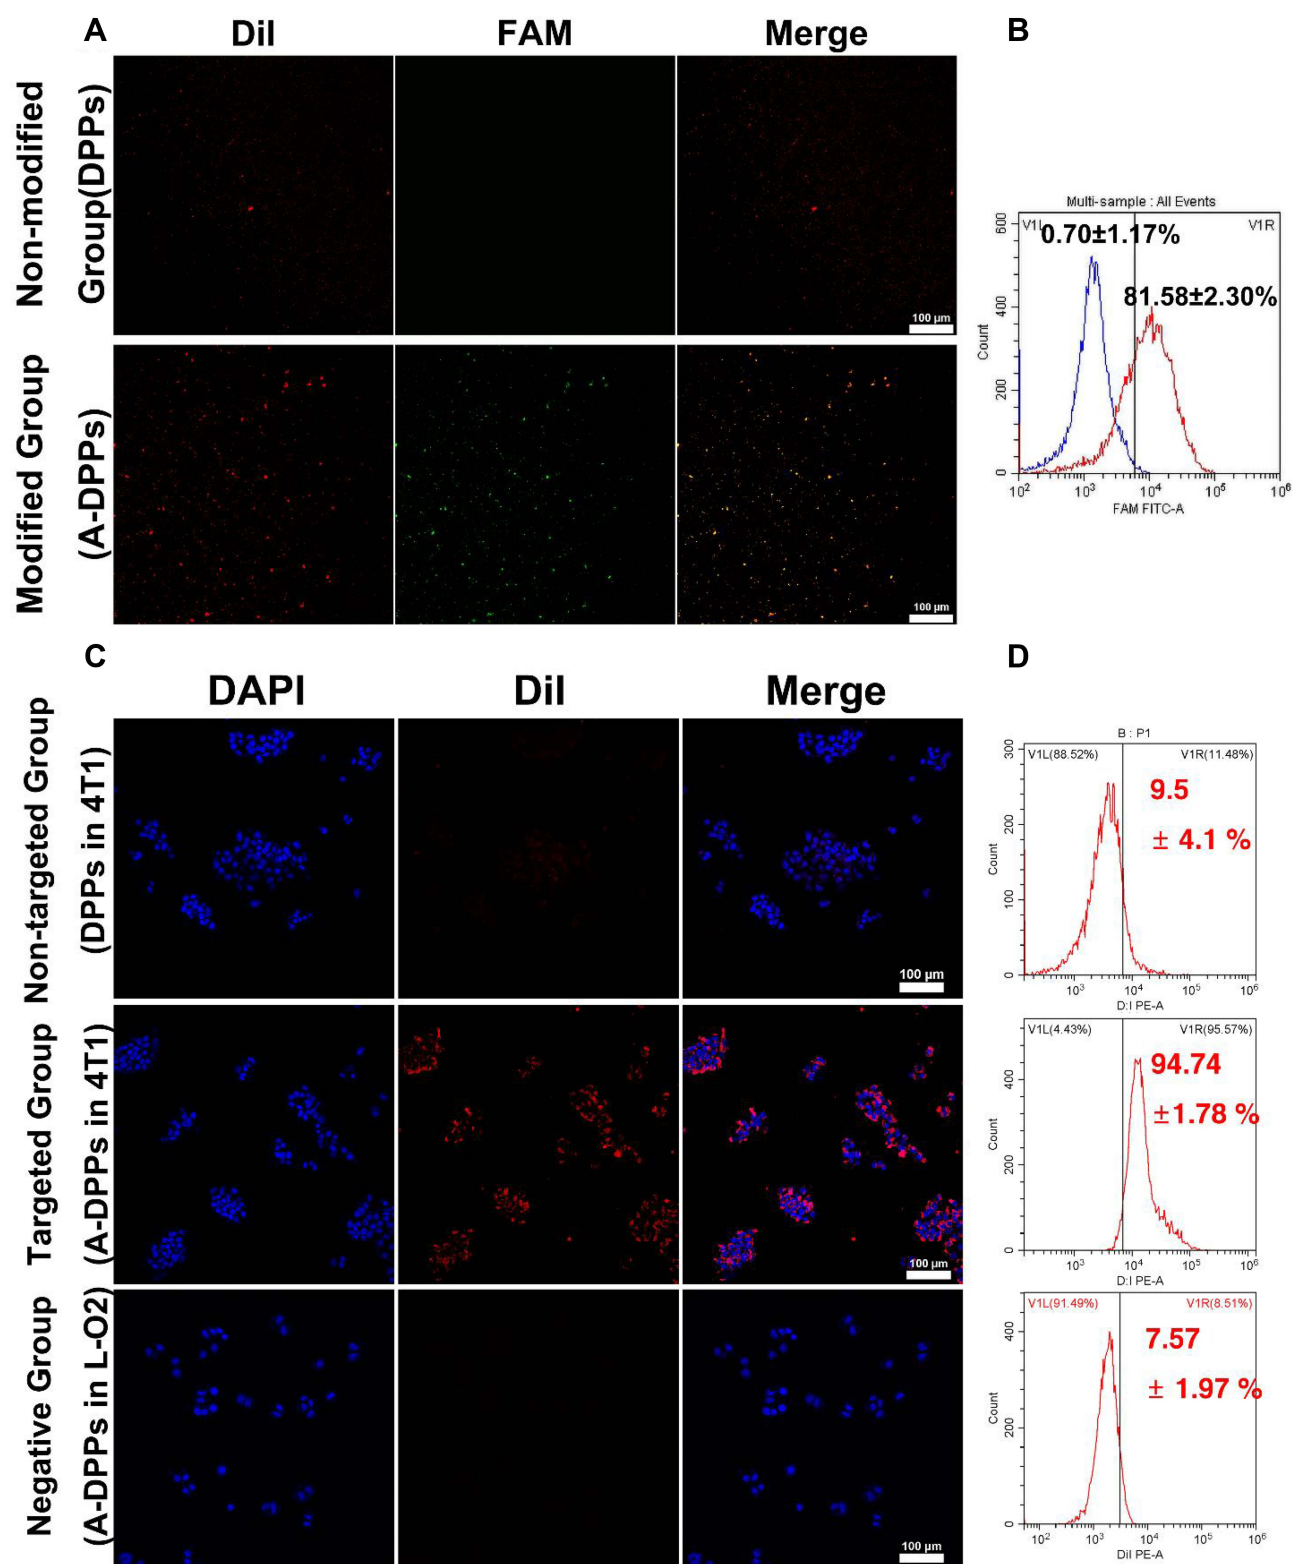 A
DiI
FAM
Merge
B
Non-modified
Group(DPPs)
100 μm
100 μm
Modified Group
(A-DPPs)
Multi-sample : All Events
V1L
V1R
0.70±1.17%
81.58±2.30%
600
400
200
0
Count
10² 10³ 10⁴ 10⁵ 10⁶
FAM FITC-A
C
DAPI
DiI
Merge
D
Non-targeted Group
(DPPs in 4T1)
100 μm
Targeted Group
(A-DPPs in 4T1)
100 μm
Negative Group
(A-DPPs in L-O2)
100 μm
B : P1
V1L(88.52%)
V1R(11.48%)
9.5
± 4.1 %
300
200
100
0
Count
10³ 10⁴ 10⁵ 10⁶
D:I PE-A
V1L(4.43%)
V1R(95.57%)
94.74
±1.78 %
400
200
0
Count
10³ 10⁴ 10⁵ 10⁶
D:I PE-A
V1L(91.49%)
V1R(8.51%)
7.57
± 1.97 %
400
200
0
Count
10² 10³ 10⁴ 10⁵ 10⁶
DiI PE-A